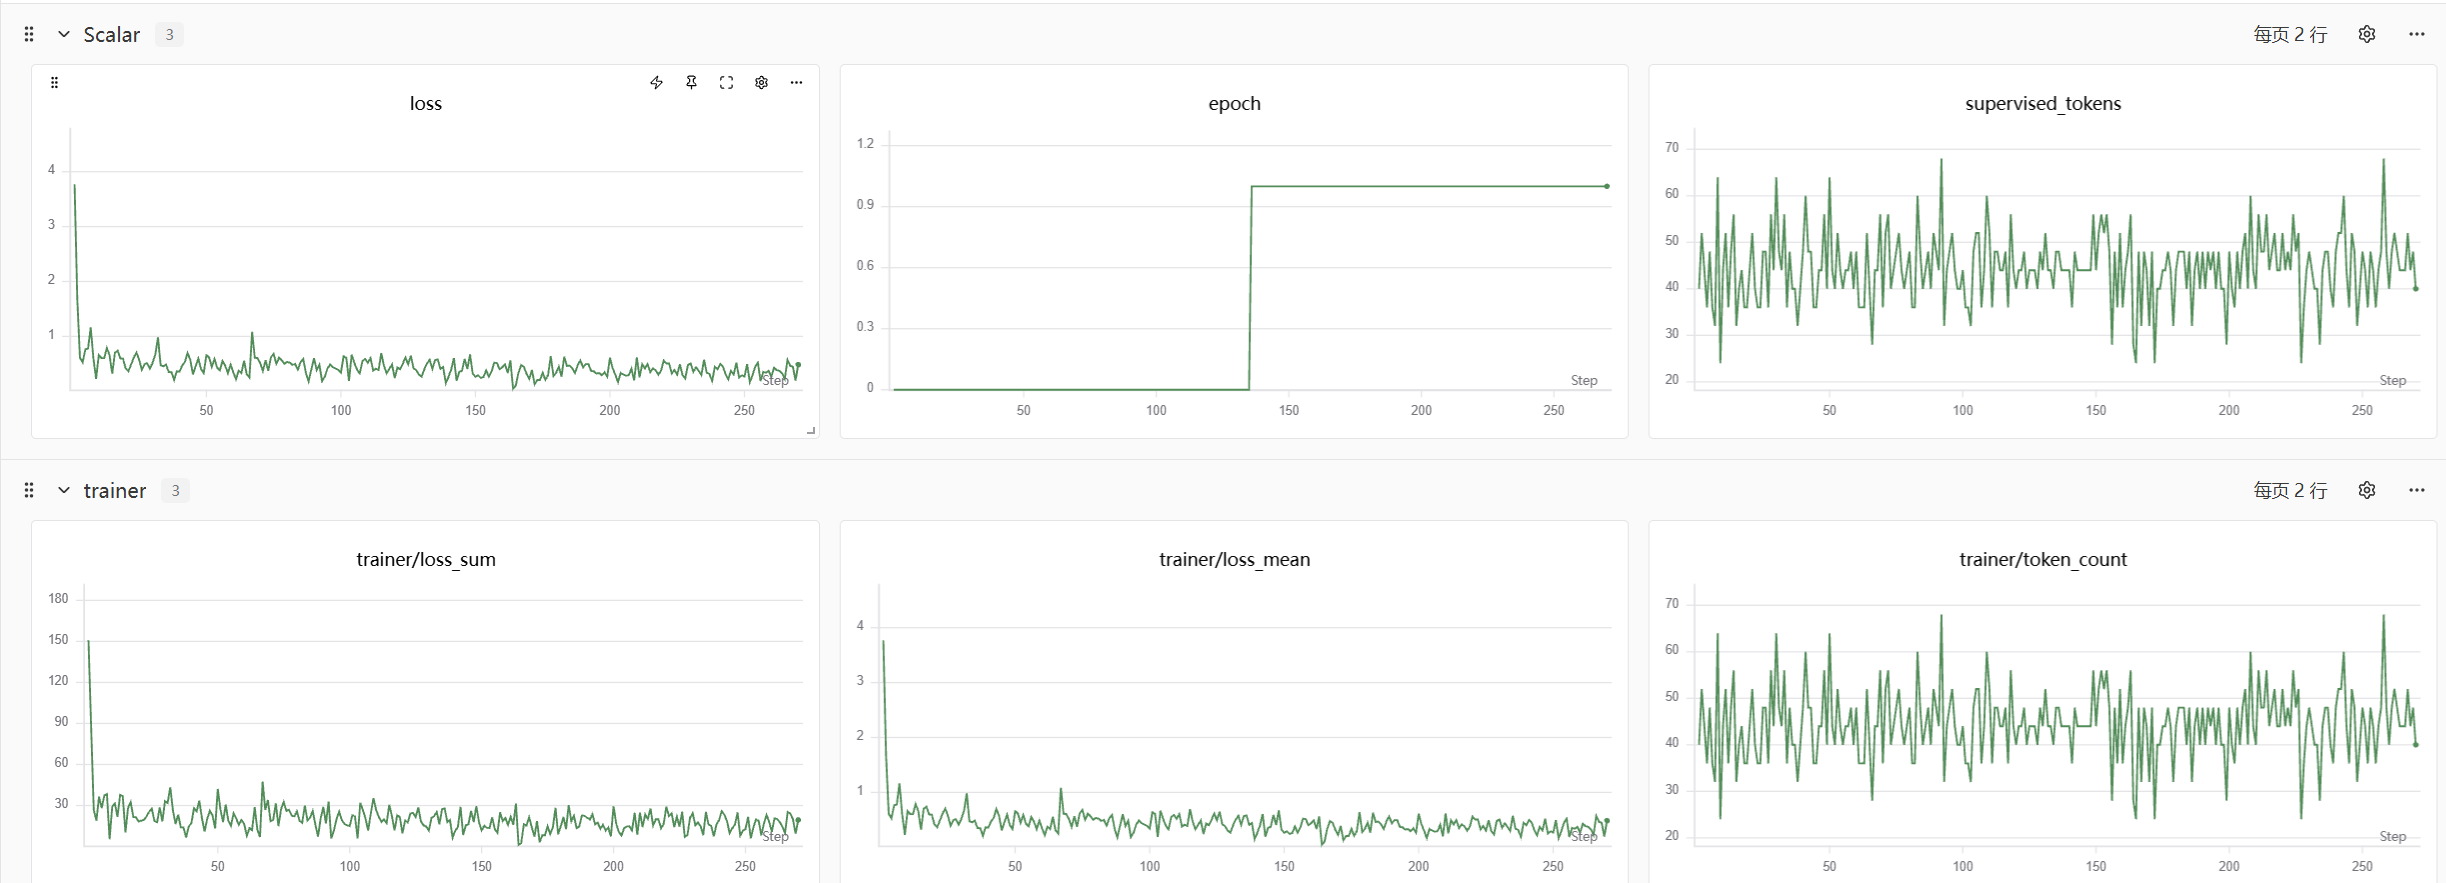 Scalar 3 每页 2 行
loss
4
3
2
1
Step
50 100 150 200 250
epoch
1.2
0.9
0.6
0.3
0
Step
50 100 150 200 250
supervised_tokens
70
60
50
40
30
20
Step
50 100 150 200 250
trainer 3 每页 2 行
trainer/loss_sum
180
150
120
90
60
30
Step
50 100 150 200 250
trainer/loss_mean
4
3
2
1
Step
50 100 150 200 250
trainer/token_count
70
60
50
40
30
20
Step
50 100 150 200 250